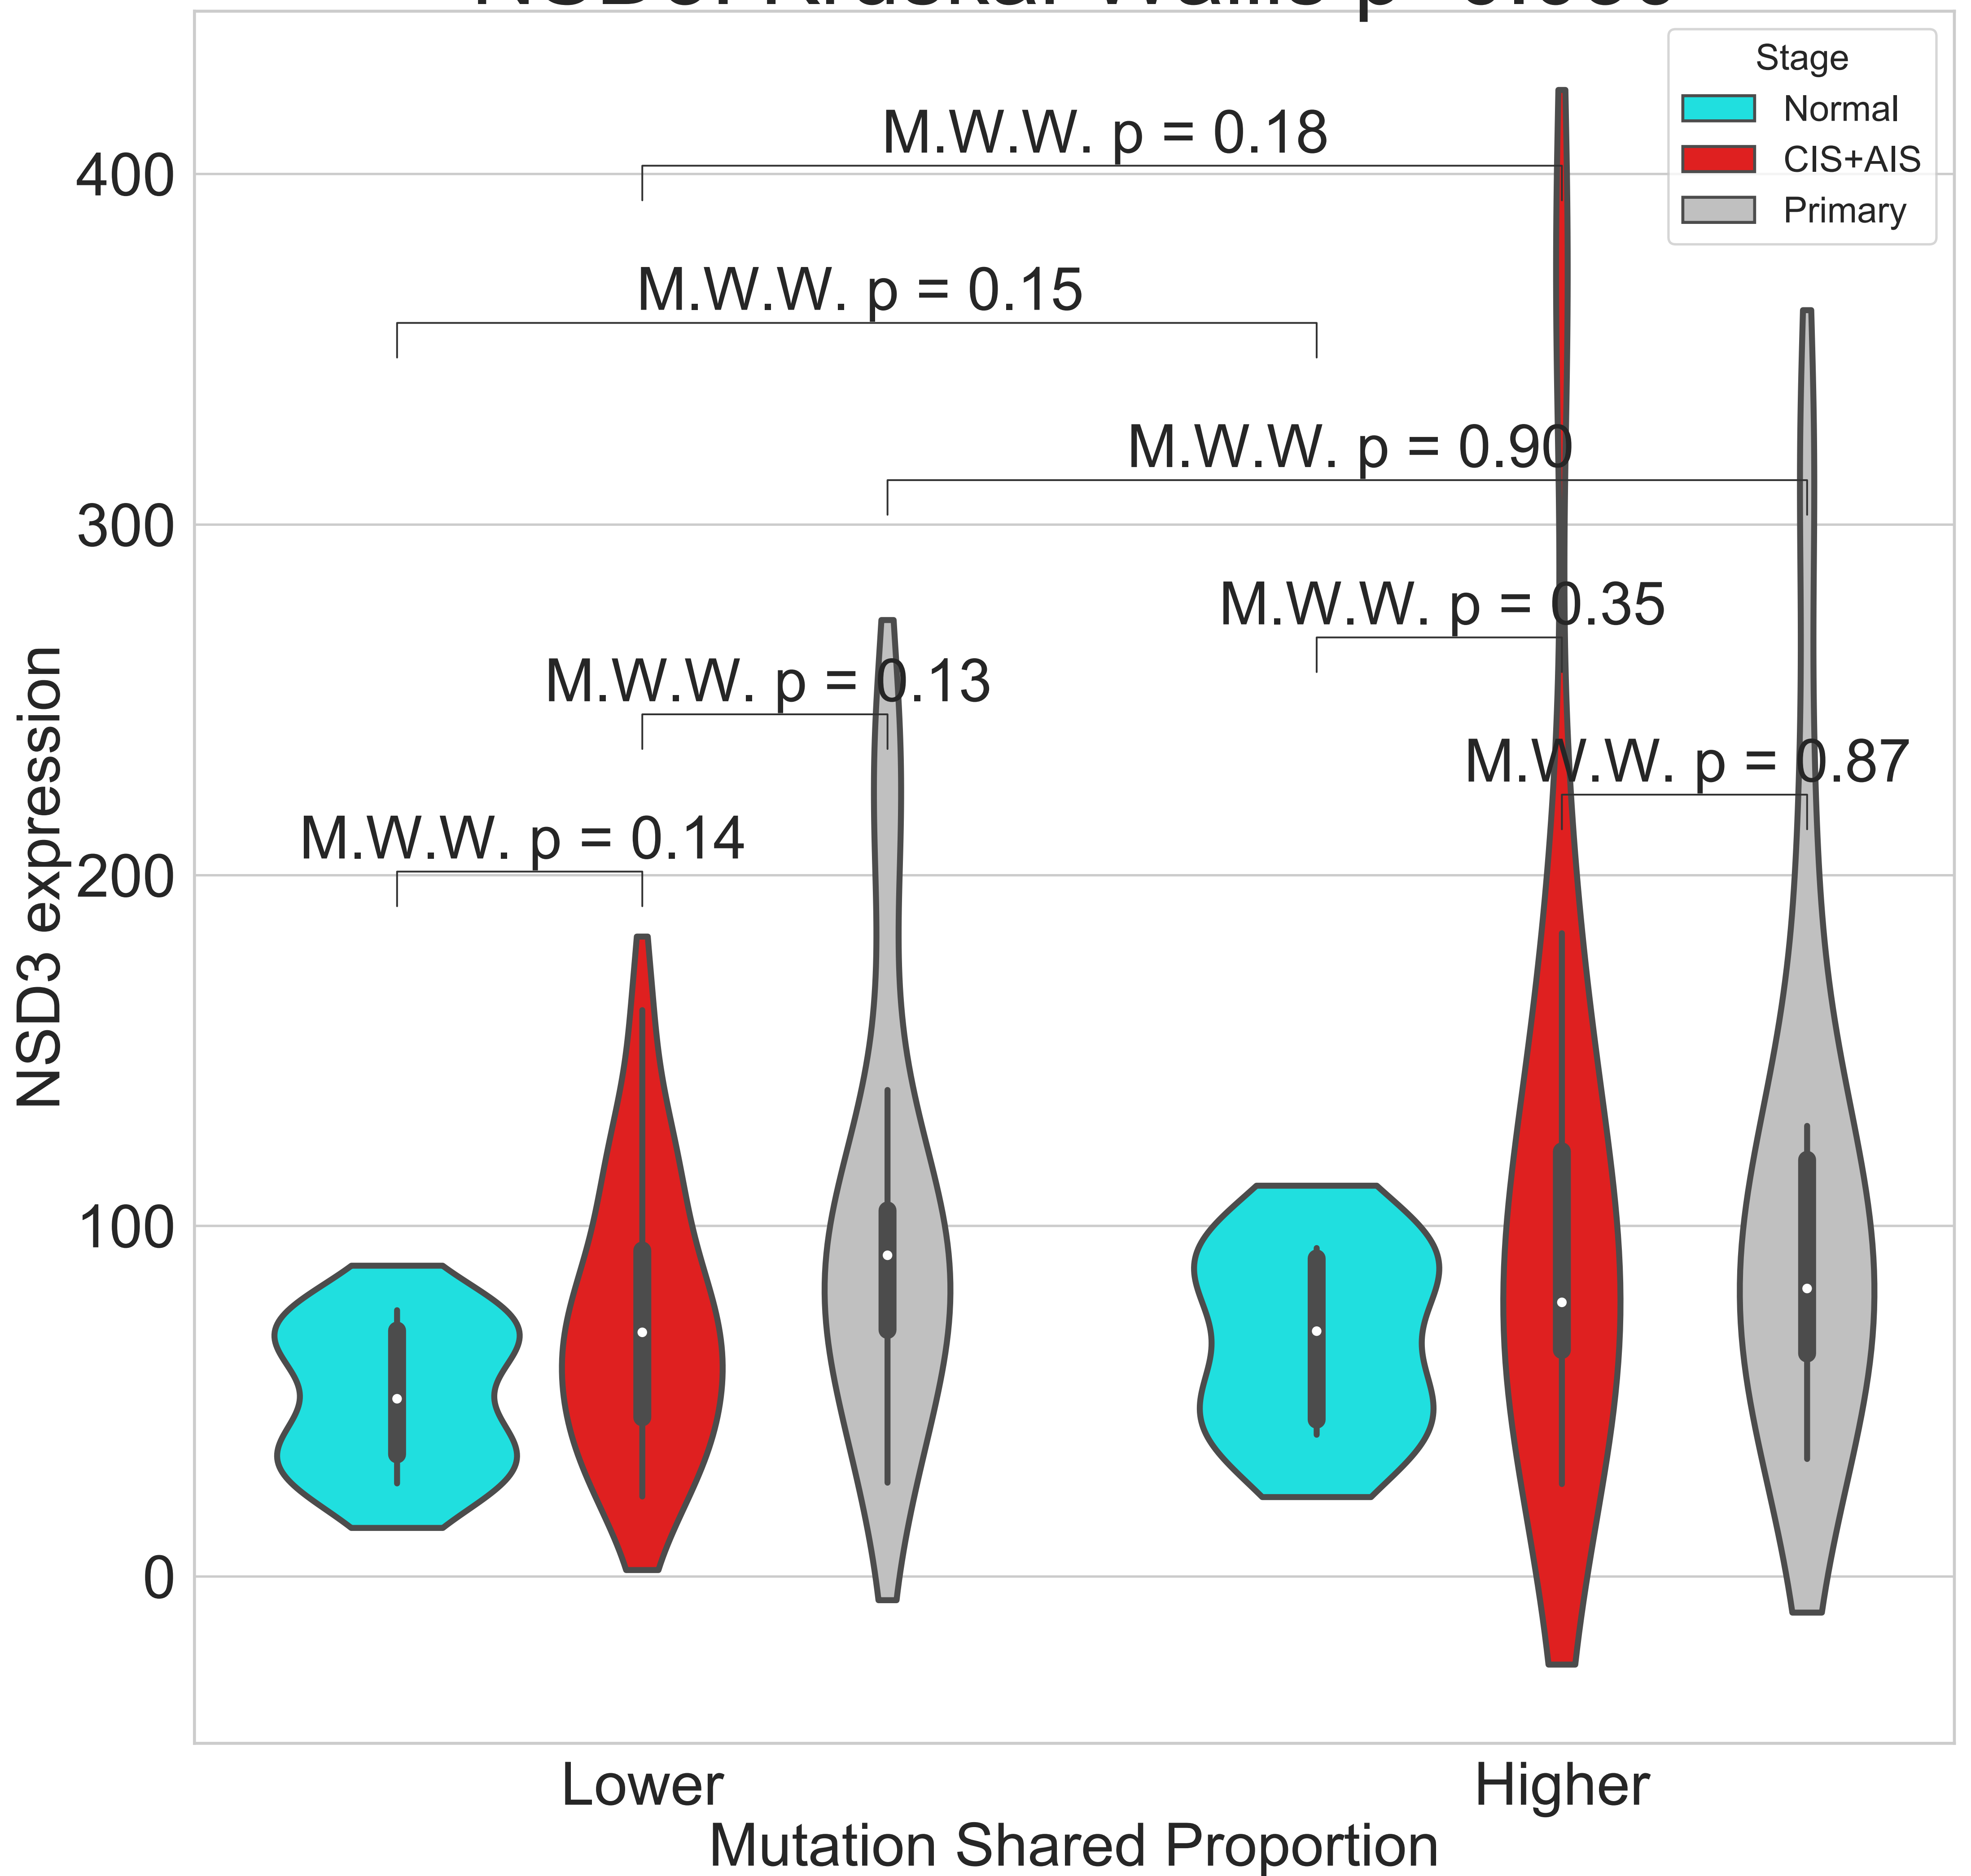 Stage
Normal
CIS+AIS
Primary
M.W.W. p = 0.18
M.W.W. p = 0.15
M.W.W. p = 0.90
M.W.W. p = 0.35
M.W.W. p = 0.13
M.W.W. p = 0.87
M.W.W. p = 0.14
400
300
200
100
0
NSD3 expression
Lower
Higher
Mutation Shared Proportion